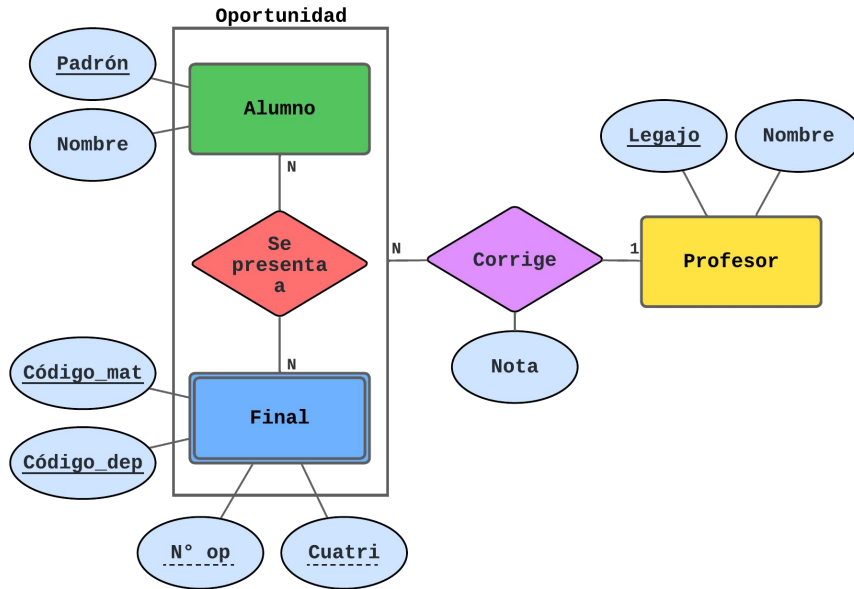 Oportunidad
Padrón
Alumno
Nombre
N
Legajo
Nombre
Se
presenta
a
N
Corrige
1
Profesor
N
Nota
Código_mat
Final
Código_dep
N° op
Cuatri